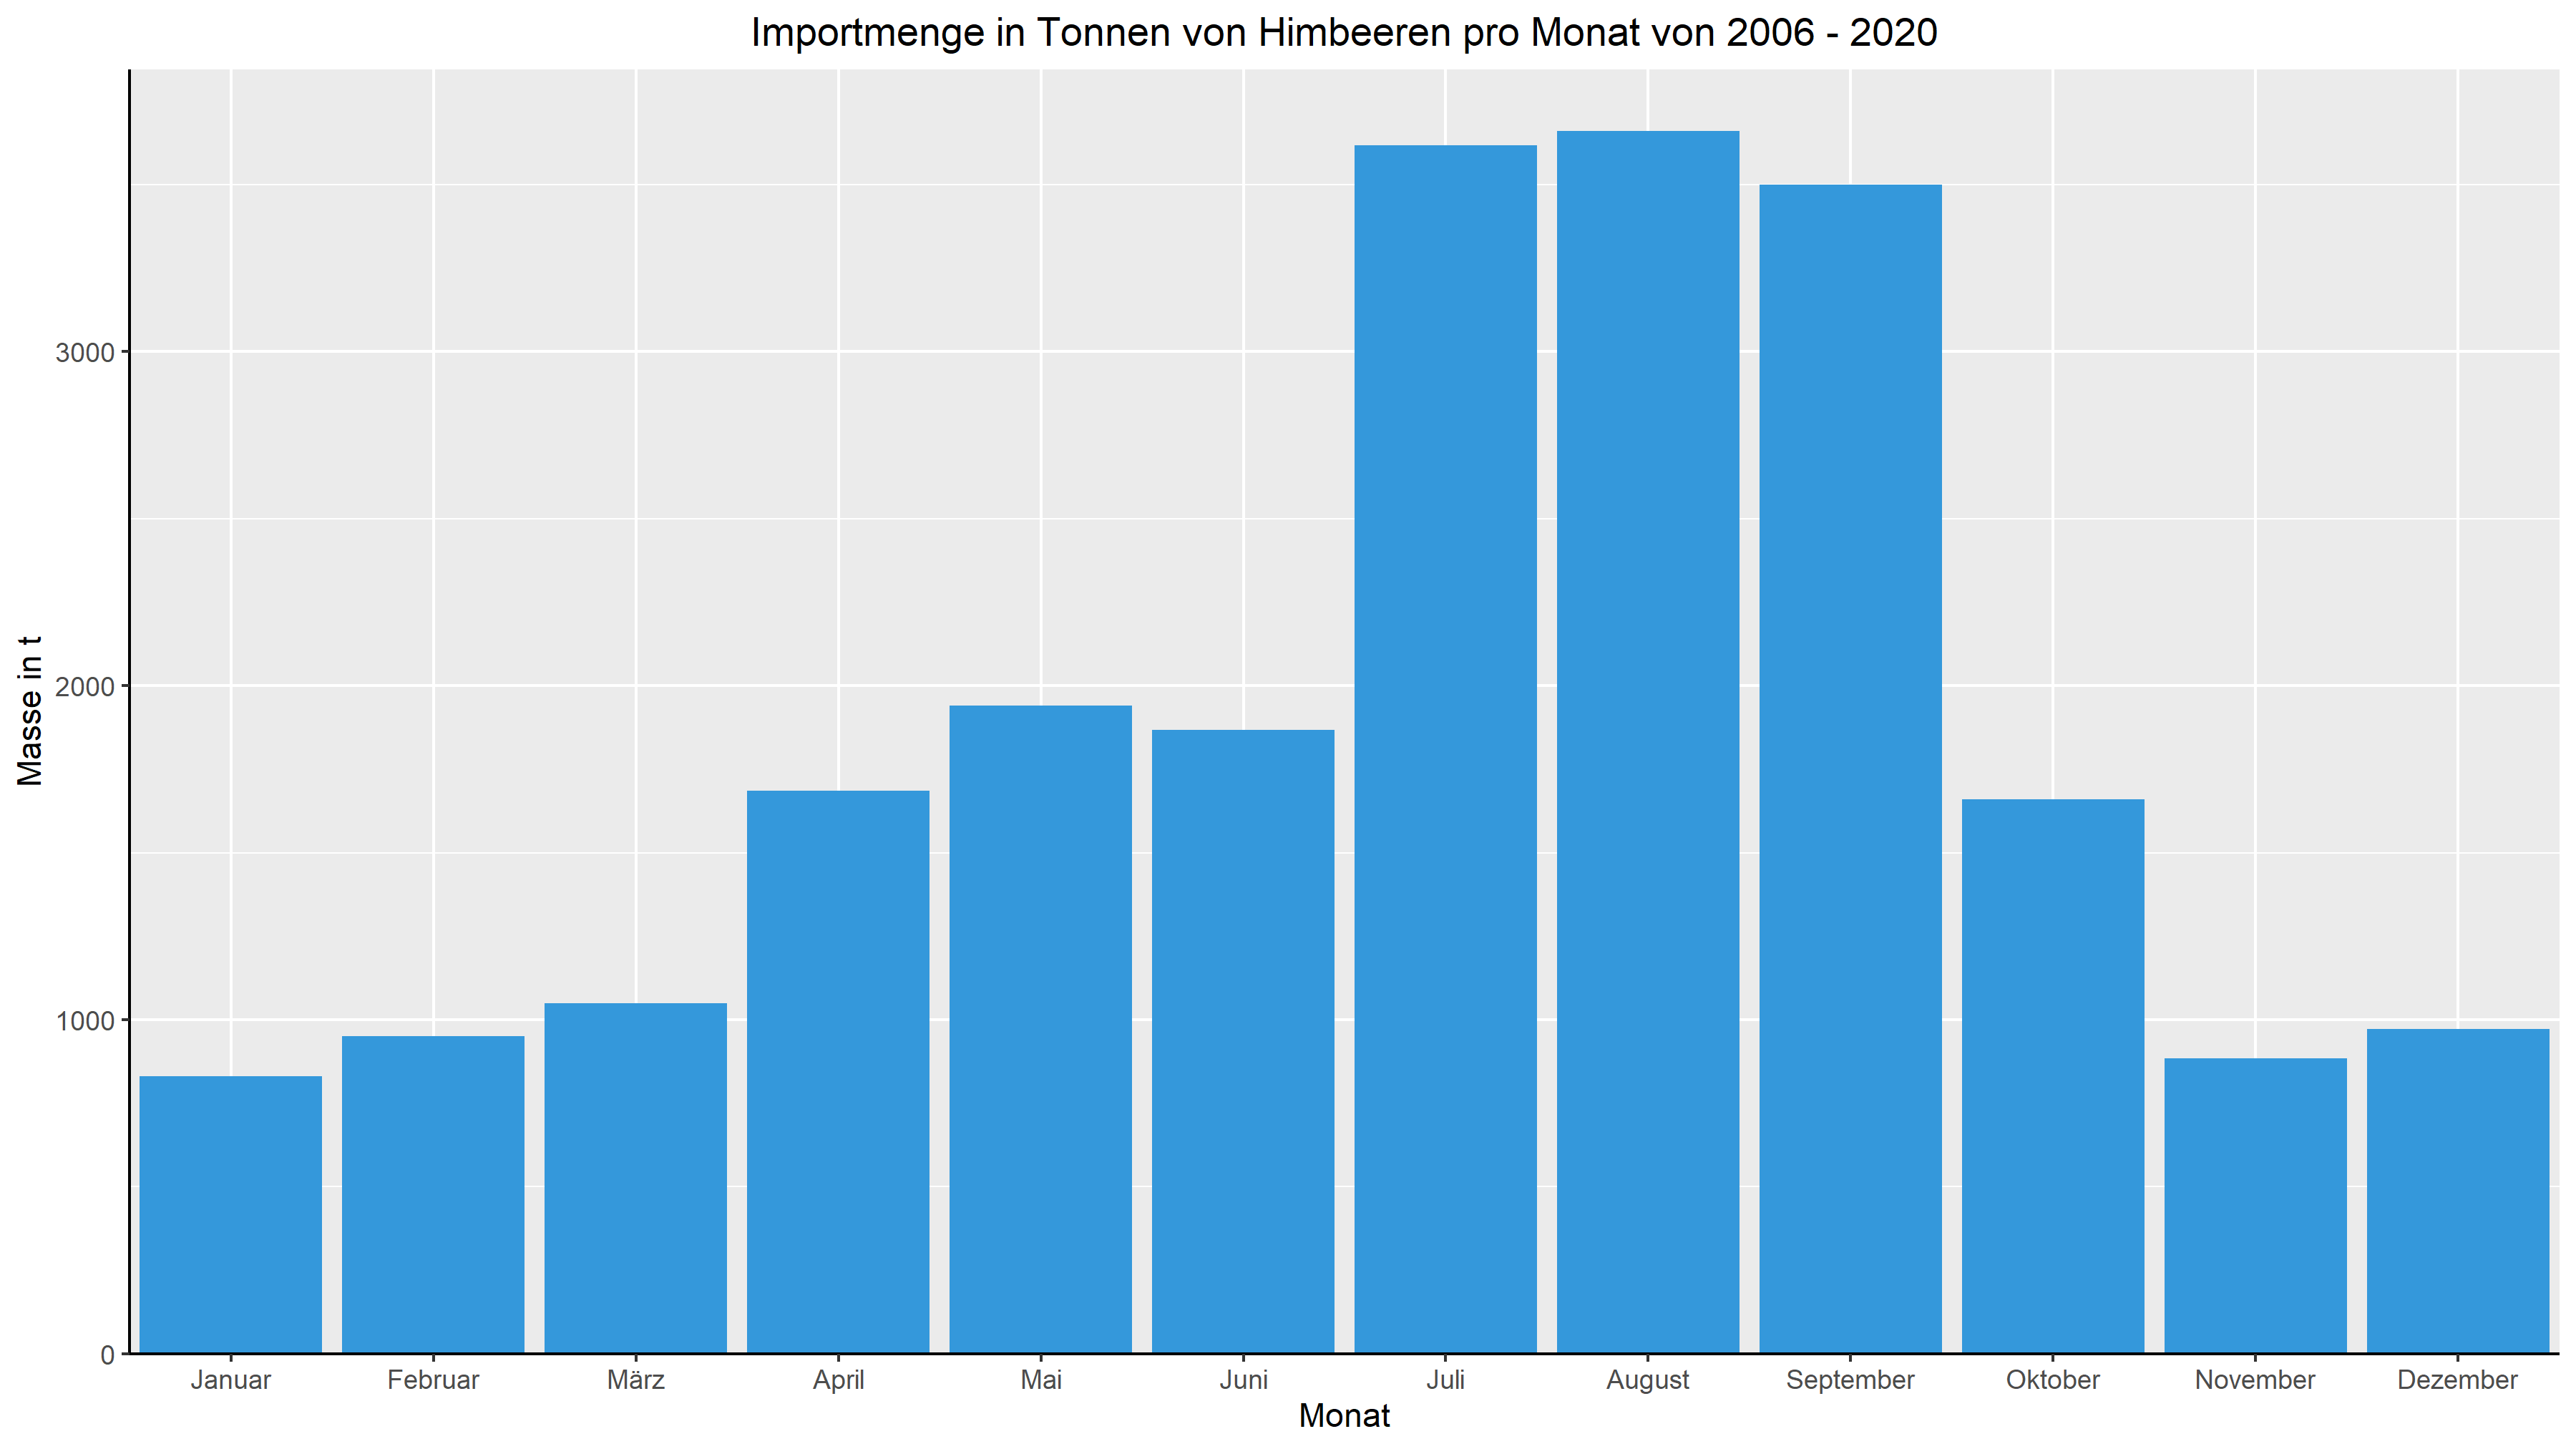 Importmenge in Tonnen von Himbeeren pro Monat von 2006 - 2020
Masse in t
3000
2000
1000
0
Januar Februar März April Mai Juni Juli August September Oktober November Dezember
Monat